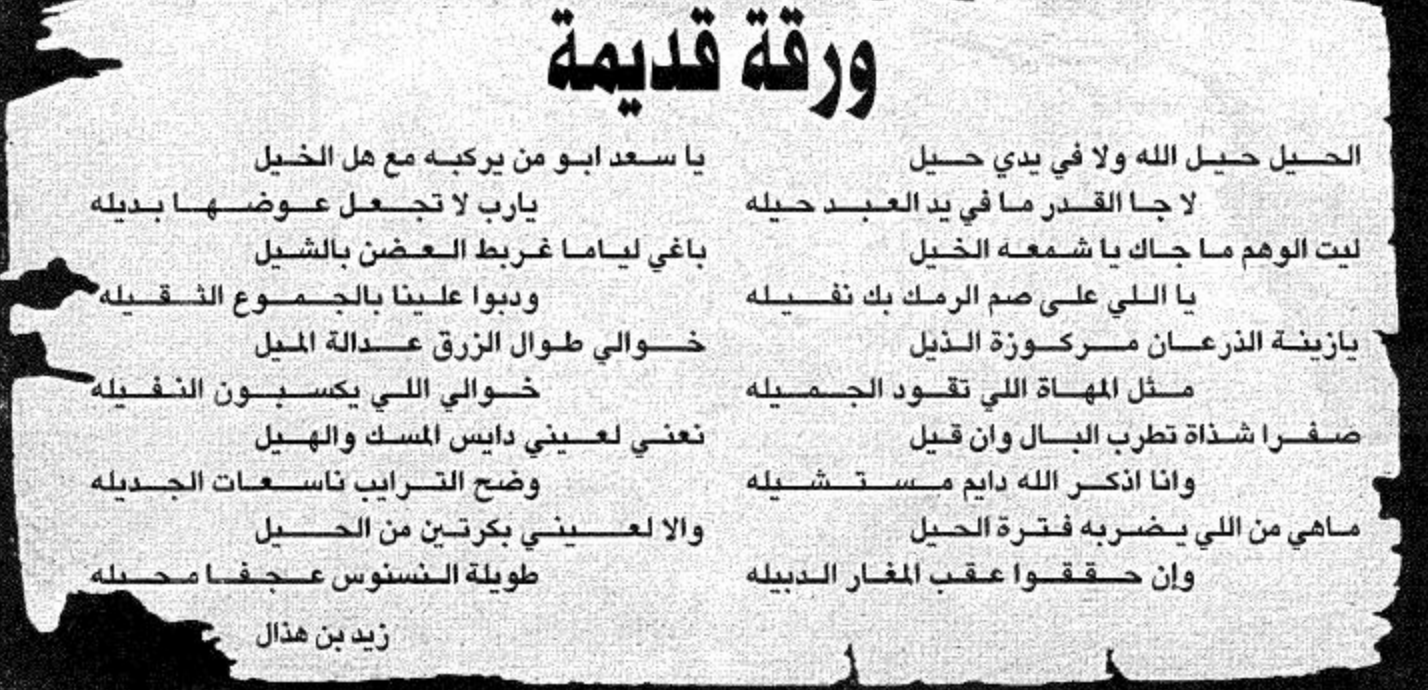 ورقة قديمة
الحيل حيل الله ولا في يدي حيل
لا جا القدر ما في يد العبد حيله
ليت الوهم ما جاك يا شمعه الخيل
يا اللي على صم الرمك بك نفيله
يازينة الذرعان مركوزة الذيل
مثل المهاة اللي تقود الجميله
صفرا شذاة تطرب البال وان قيل
وانا اذكر الله دايم مستشيله
ماهي من اللي يضربه فترة الحيل
وإن حققوا عقب المغار الدبيله
يا سعد ابو من يركبه مع هل الخيل
يارب لا تجعل عوضها بديله
باغي لياما غربط العضن بالشيل
ودبوا علينا بالجموع الثقيله
خوالي طوال الزرق عدالة الميل
خوالي اللي يكسبون النفيله
نعني لعيني دايس المسك والهيل
وضح الترايب ناسعات الجديله
والا لعيني بكرتين من الحيل
طويلة النسنوس عجفا محيله
زيد بن هذال